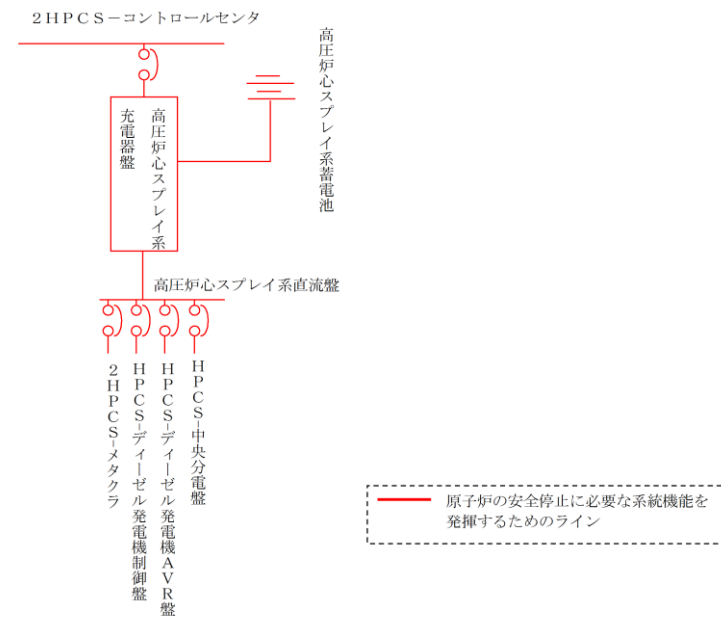 2HPCS-コントロールセンタ
高圧炉心スプレイ系蓄電池
高圧炉心スプレイ系
充電器盤
高圧炉心スプレイ系直流盤
2HPCS-メタクラ
HPCS-ディーゼル発電機制御盤
HPCS-ディーゼル発電機AVR盤
HPCS-中央分電盤
原子炉の安全停止に必要な系統機能を
発揮するためのライン